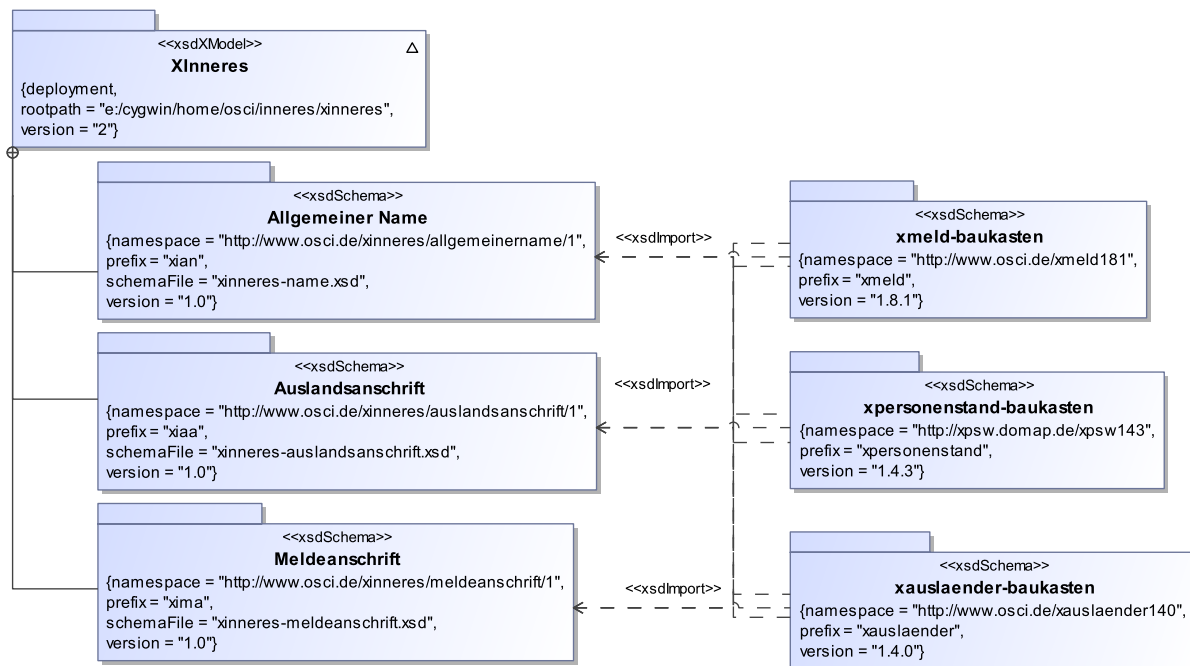 <<xsdXModel>>
XInneres
{deployment,
rootpath = "e:/cygwin/home/osci/inneres/xinneres",
version = "2"}
<<xsdSchema>>
Allgemeiner Name
{namespace = "http://www.osci.de/xinneres/allgemeinername/1",
prefix = "xian",
schemaFile = "xinneres-name.xsd",
version = "1.0"}
<<xsdImport>>
<<xsdSchema>>
xmeld-baukasten
{namespace = "http://www.osci.de/xmeld181",
prefix = "xmeld",
version = "1.8.1"}
<<xsdSchema>>
Auslandsanschrift
{namespace = "http://www.osci.de/xinneres/auslandsanschrift/1",
prefix = "xiaa",
schemaFile = "xinneres-auslandsanschrift.xsd",
version = "1.0"}
<<xsdImport>>
<<xsdSchema>>
xpersonenstand-baukasten
{namespace = "http://xpsw.domap.de/xpsw143",
prefix = "xpersonenstand",
version = "1.4.3"}
<<xsdSchema>>
Meldeanschrift
{namespace = "http://www.osci.de/xinneres/meldeanschrift/1",
prefix = "xima",
schemaFile = "xinneres-meldeanschrift.xsd",
version = "1.0"}
<<xsdImport>>
<<xsdSchema>>
xauslaender-baukasten
{namespace = "http://www.osci.de/xauslaender140",
prefix = "xauslaender",
version = "1.4.0"}